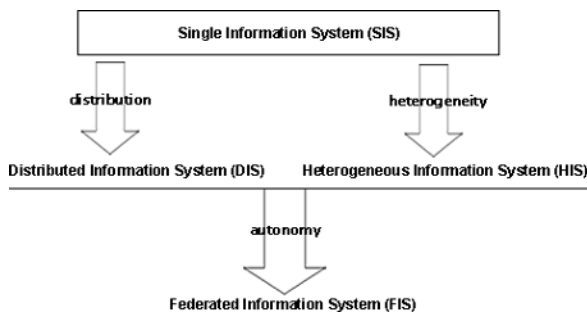 Single Information System (SIS)
distribution
heterogeneity
Distributed Information System (DIS)
Heterogeneous Information System (HIS)
autonomy
Federated Information System (FIS)